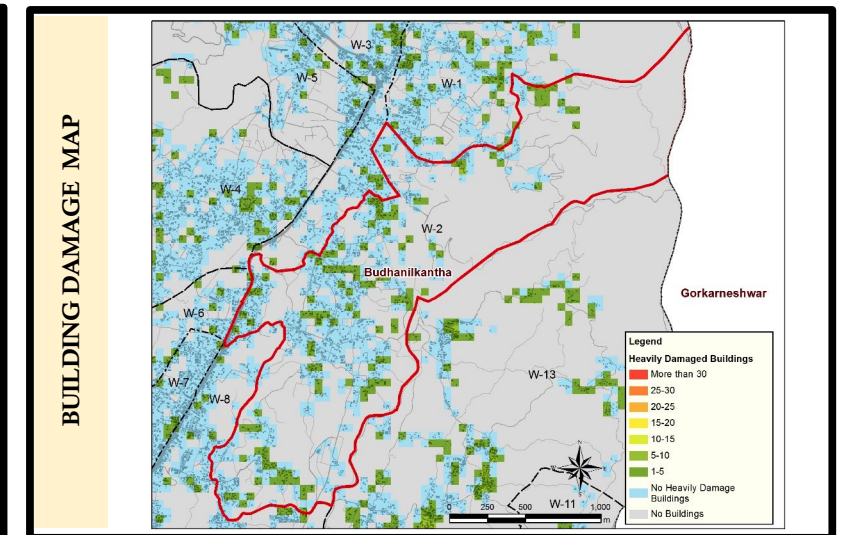 BUILDING DAMAGE MAP
W-3
W-5
W-1
W-4
W-2
Budhanilkantha
Gorkarneshwar
W-6
W-7
W-8
W-13
W-11
N
0 250 500 1,000
m
Legend
Heavily Damaged Buildings
More than 30
25-30
20-25
15-20
10-15
5-10
1-5
No Heavily Damage
Buildings
No Buildings